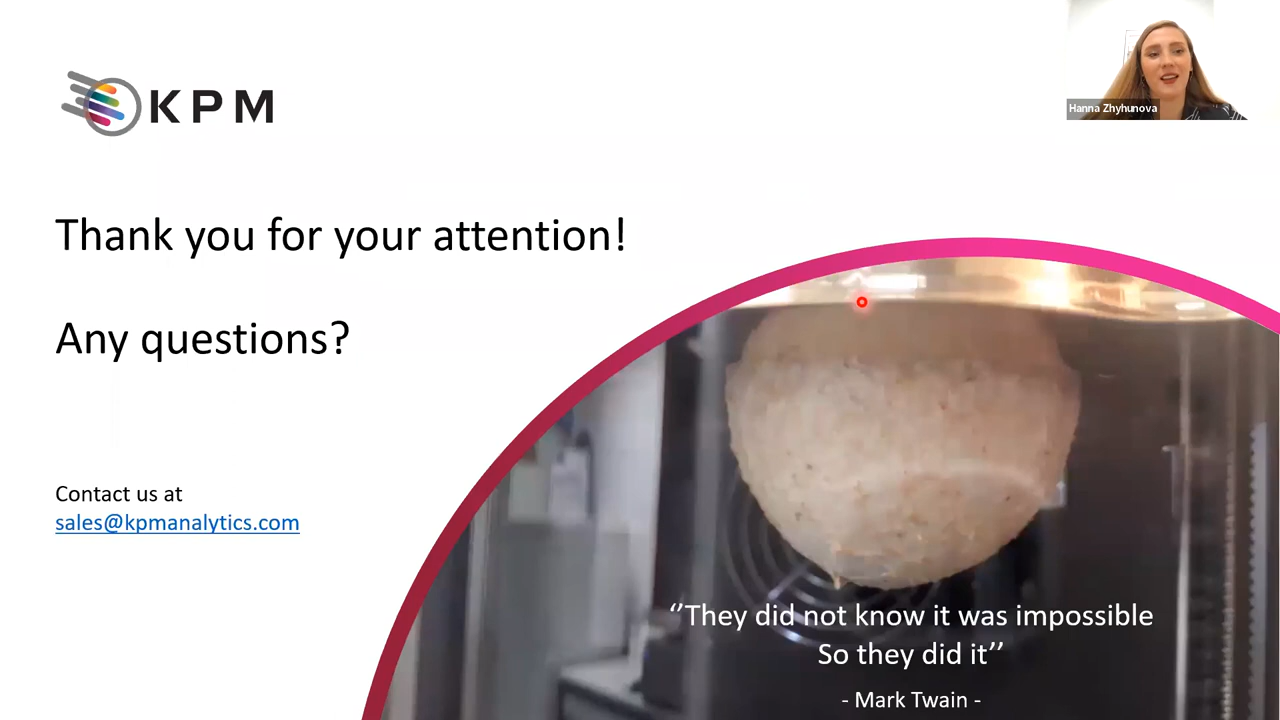 KPM
Hanna Zhyhunova
Thank you for your attention!
Any questions?
Contact us at
sales@kpmanalytics.com
‘’They did not know it was impossible
So they did it’’
- Mark Twain -